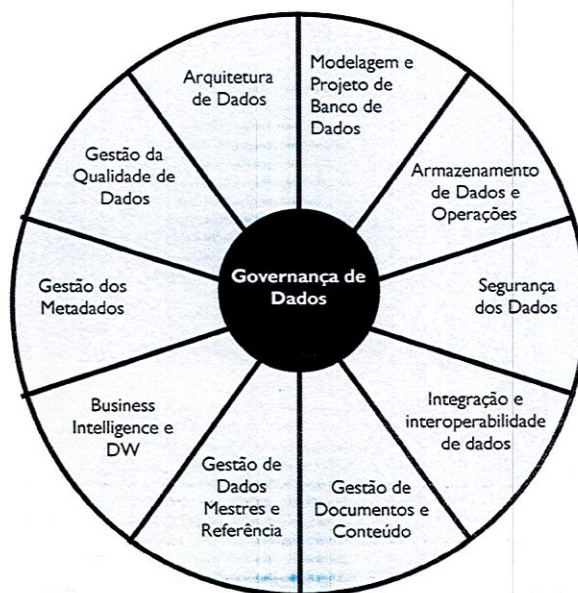 Arquitetura
de Dados
Modelagem e
Projeto de
Banco de
Dados
Armazenamento
de Dados e
Operações
Segurança
dos Dados
Integração e
interoperabilidade
de dados
Gestão de
Documentos e
Conteúdo
Gestão de
Dados
Mestres e
Referência
Business
Intelligence e
DW
Gestão dos
Metadados
Gestão da
Qualidade de
Dados
Governança de
Dados